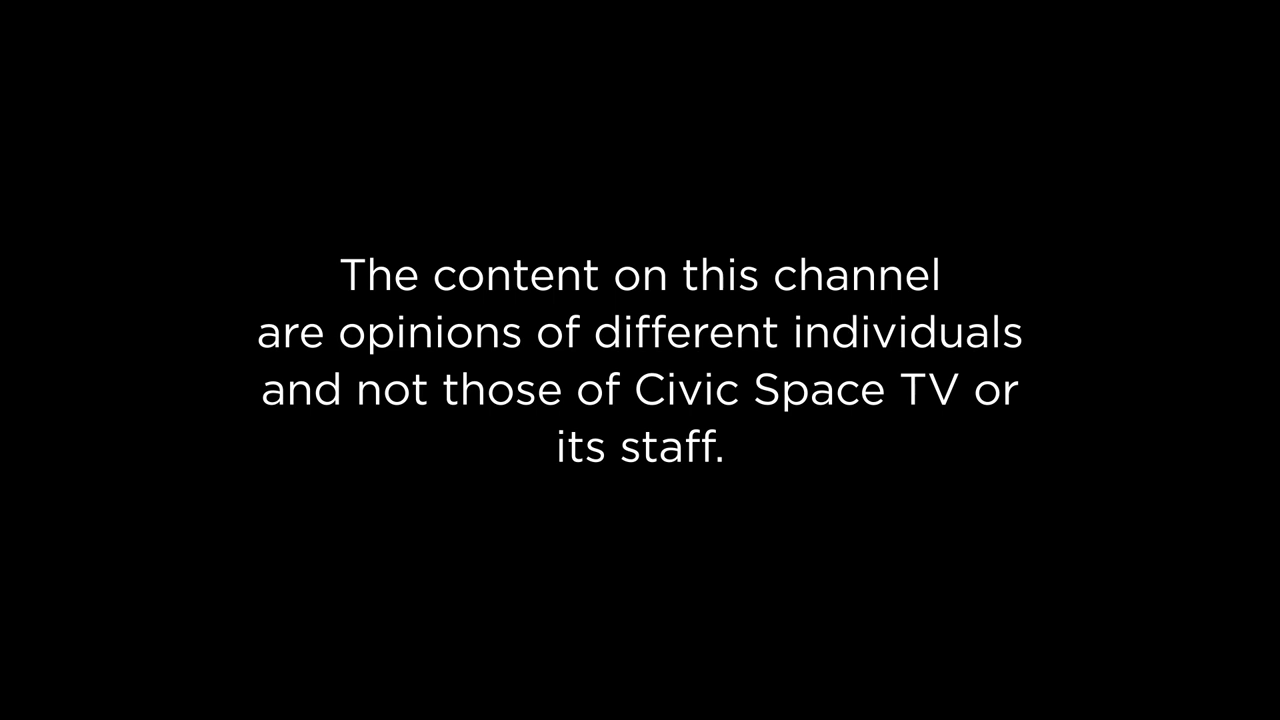 The content on this channel
are opinions of different individuals
and not those of Civic Space TV or
its staff.